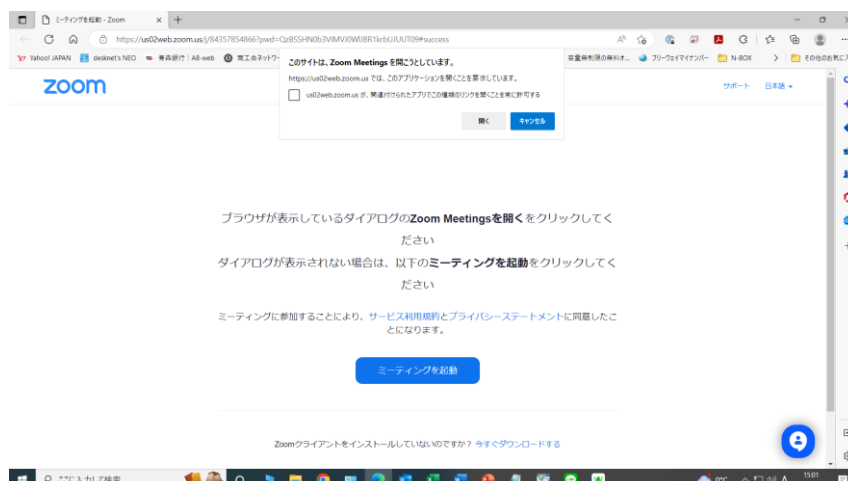 ミーティングを起動 - Zoom
https://us02web.zoom.us/j/84357854866?pwd=QzBSSHN0b3VIMVJ0WUJBR1krbUJUUT09#success
Yahoo! JAPAN desknet's NEO 青森銀行 | AB-web 商工会ネットワー
容量無制限の無料オ... フリーウェイマイナンバー N-BOX その他のお気に入
このサイトは、Zoom Meetings を開こうとしています。
https://us02web.zoom.us では、このアプリケーションを開くことを要求しています。
us02web.zoom.us が、関連付けられたアプリでこの種類のリンクを開くことを常に許可する
開く キャンセル
zoom
サポート 日本語
ブラウザが表示しているダイアログのZoom Meetingsを開くをクリックしてく
ださい
ダイアログが表示されない場合は、以下のミーティングを起動をクリックしてく
ださい
ミーティングに参加することにより、サービス利用規約とプライバシーステートメントに同意したこ
とになります。
ミーティングを起動
Zoomクライアントをインストールしていないのですか? 今すぐダウンロードする
ここに入力して検索
0°C
15:01